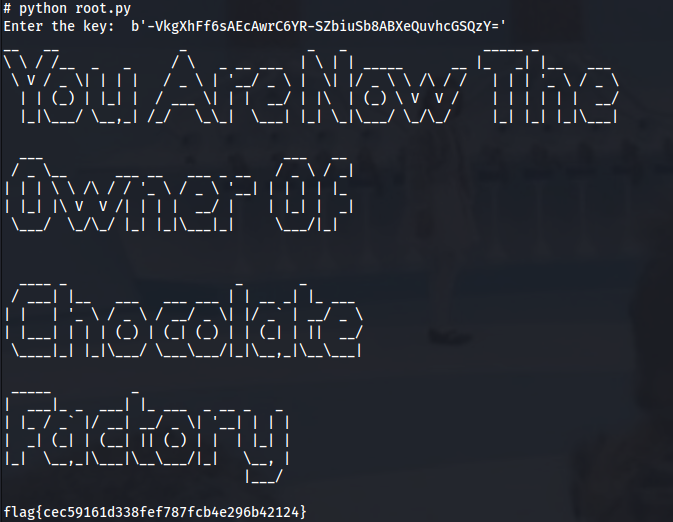 # python root.py
Enter the key:  b'-VkgXhFf6sAEcAwrC6YR-SZbiuSb8ABXeQuvhcGSQzY='
You Are Now The
Owner Of
Chocolate
Factory
flag{cec59161d338fef787fcb4e296b42124}